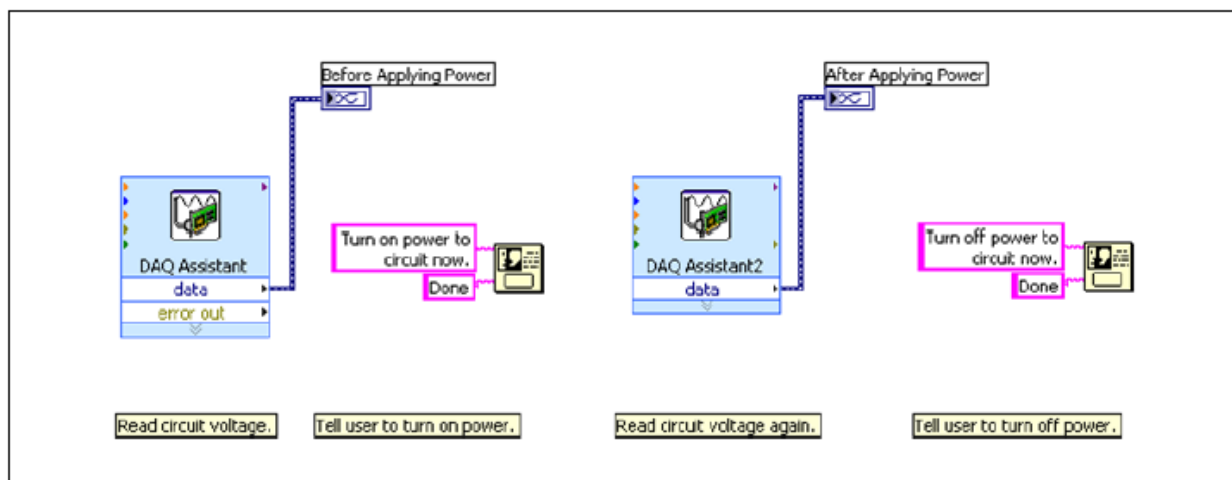 Before Applying Power
After Applying Power
DAQ Assistant
data
error out
Turn on power to
circuit now.
Done
DAQ Assistant2
data
Turn off power to
circuit now.
Done
Read circuit voltage.
Tell user to turn on power.
Read circuit voltage again.
Tell user to turn off power.